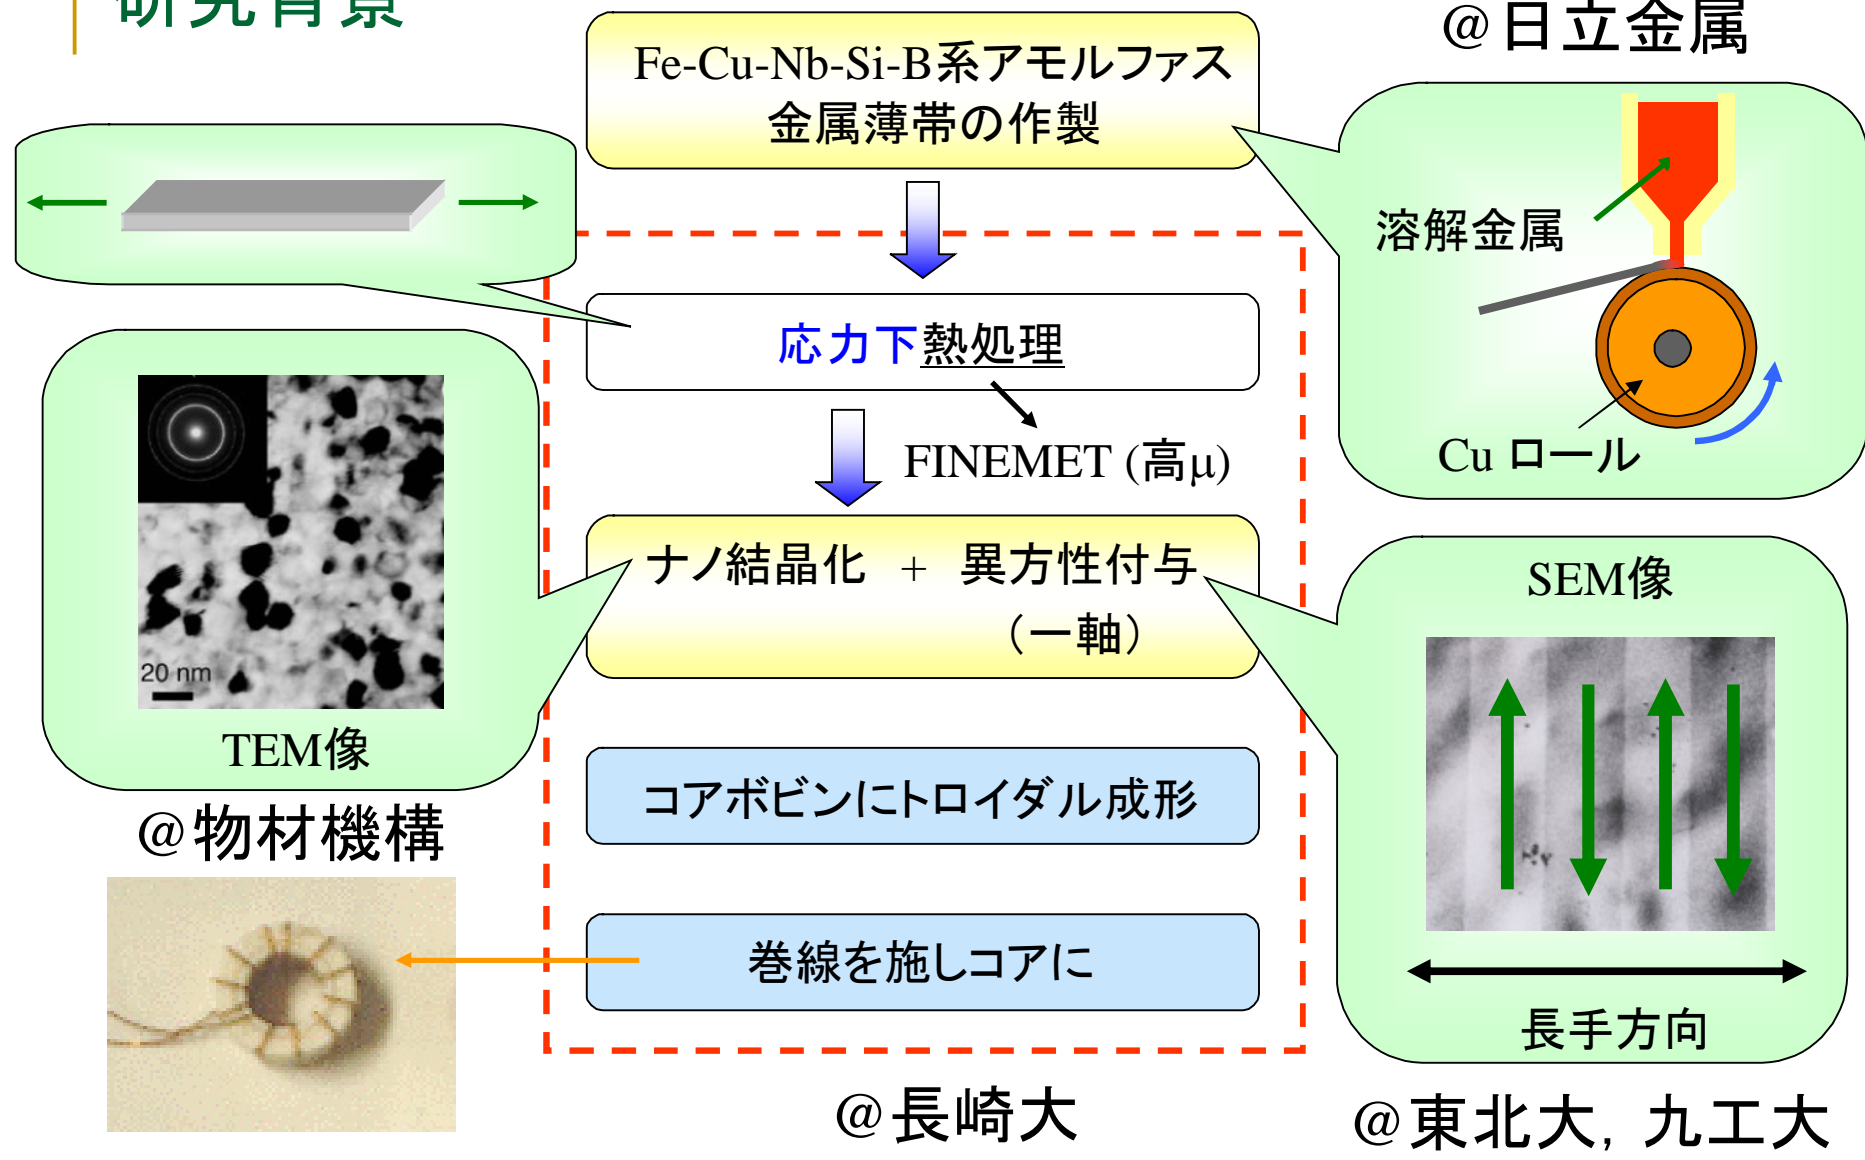 研究背景
@日立金属
Fe-Cu-Nb-Si-B系アモルファス
金属薄帯の作製
溶解金属
Cu ロール
応力下熱処理
FINEMET (高μ)
ナノ結晶化 + 異方性付与
（一軸）
20 nm
TEM像
@物材機構
SEM像
長手方向
@東北大, 九工大
コアボビンにトロイダル成形
巻線を施しコアに
@長崎大